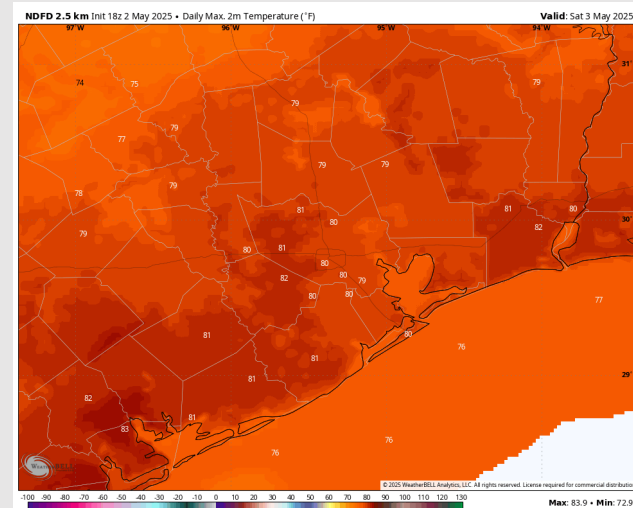 NDFD 2.5 km Init 18z 2 May 2025 • Daily Max. 2m Temperature (°F)
Valid: Sat 3 May 2025
97°W 96°W 95°W 94°W
31°
74 75 79
79
77 79
79 79
79
78
81 81 80
80
79
30°
80 81 82
80
82 80 79
80 80
77
81 80
76
81
29°
81
82
81
83
76 76
WeatherBELL
© 2025 WeatherBELL Analytics, LLC. All rights reserved. License required for commercial distributio
-100 -90 -80 -70 -60 -50 -40 -30 -20 -10 0 10 20 30 40 50 60 70 80 90 100 110 120 130
Max: 83.9 • Min: 72.9